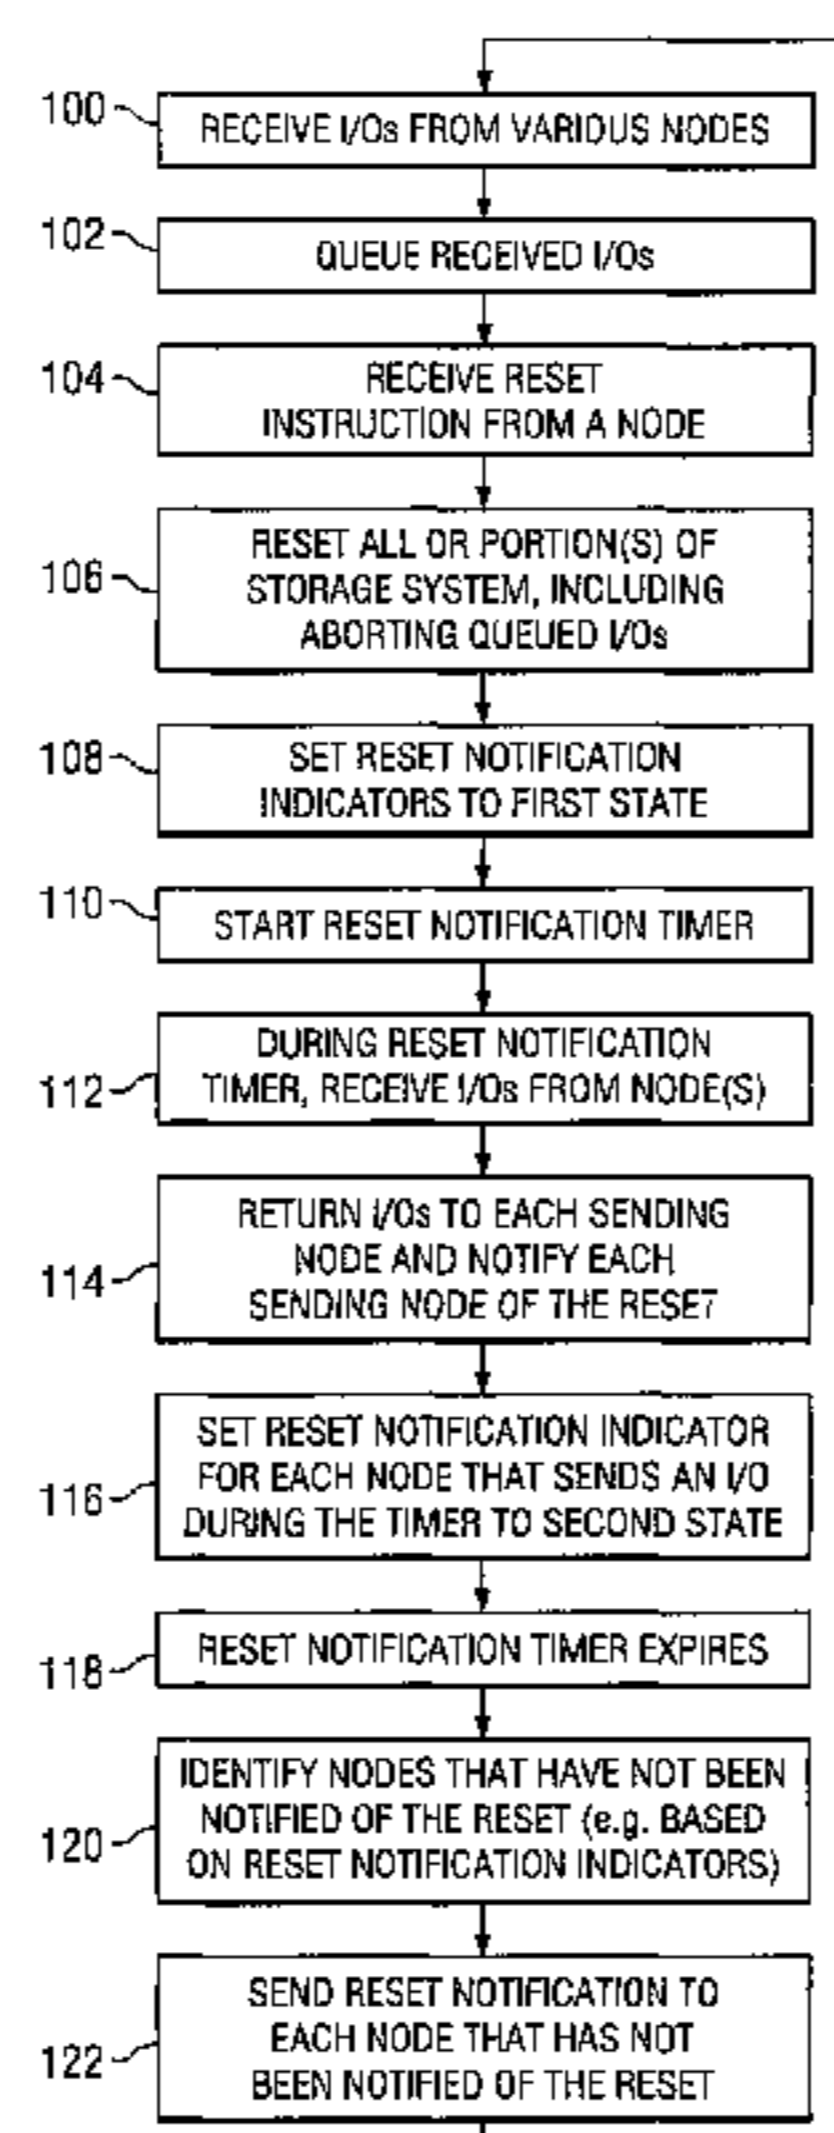 100
RECEIVE I/Os FROM VARIOUS NODES
102
QUEUE RECEIVED I/Os
104
RECEIVE RESET
INSTRUCTION FROM A NODE
106
RESET ALL OR PORTION(S) OF
STORAGE SYSTEM, INCLUDING
ABORTING QUEUED I/Os
108
SET RESET NOTIFICATION
INDICATORS TO FIRST STATE
110
START RESET NOTIFICATION TIMER
112
DURING RESET NOTIFICATION
TIMER, RECEIVE I/Os FROM NODE(S)
114
RETURN I/Os TO EACH SENDING
NODE AND NOTIFY EACH
SENDING NODE OF THE RESET
116
SET RESET NOTIFICATION INDICATOR
FOR EACH NODE THAT SENDS AN I/O
DURING THE TIMER TO SECOND STATE
118
RESET NOTIFICATION TIMER EXPIRES
120
IDENTIFY NODES THAT HAVE NOT BEEN
NOTIFIED OF THE RESET (e.g. BASED
ON RESET NOTIFICATION INDICATORS)
122
SEND RESET NOTIFICATION TO
EACH NODE THAT HAS NOT
BEEN NOTIFIED OF THE RESET